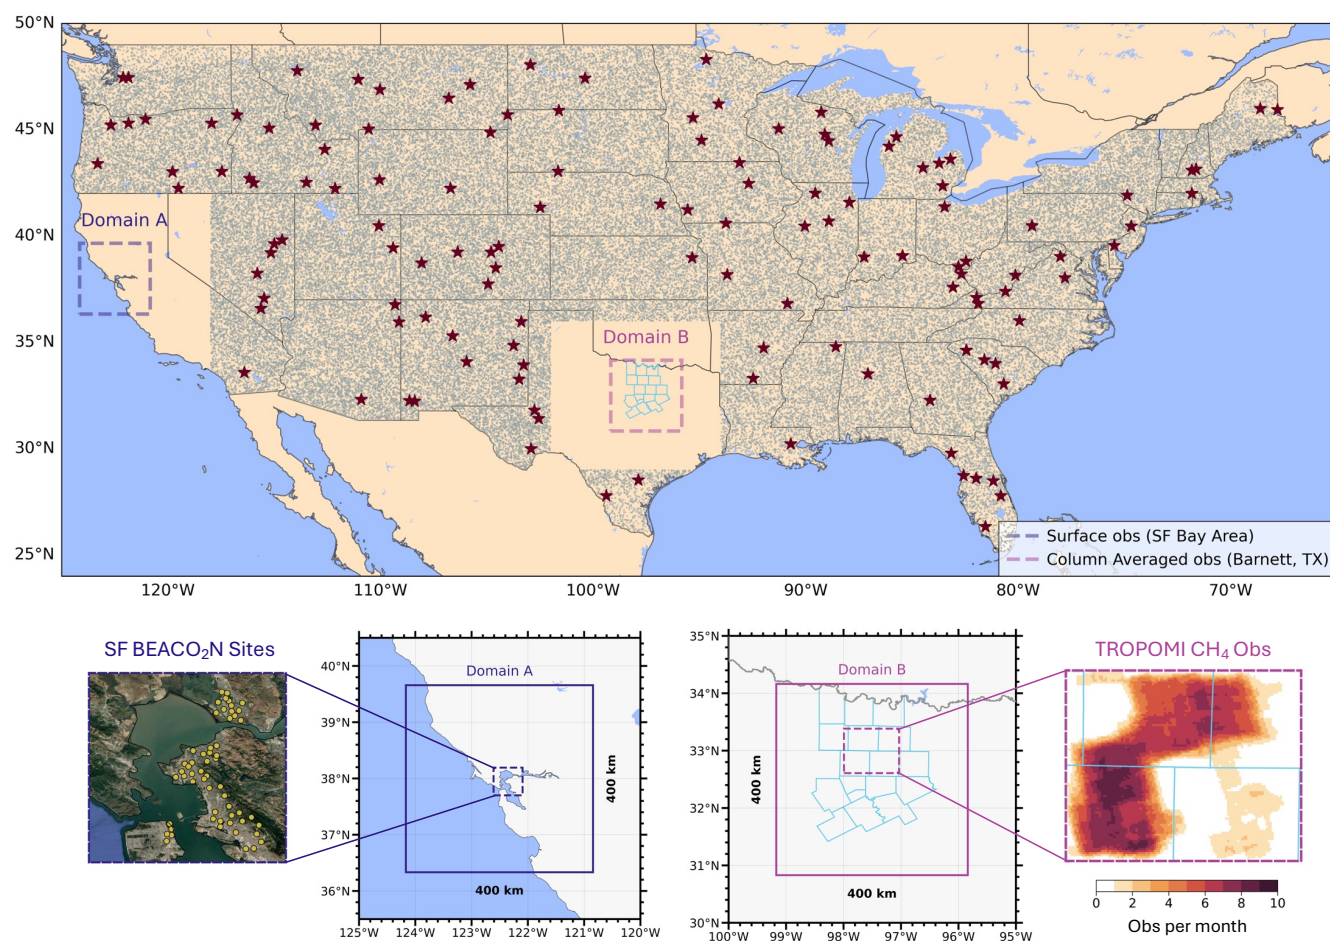 50°N
45°N
40°N
35°N
30°N
25°N
Domain A
Domain B
Surface obs (SF Bay Area)
Column Averaged obs (Barnett, TX)
120°W 110°W 100°W 90°W 80°W 70°W
SF BEACO₂N Sites
40°N
39°N
38°N
37°N
36°N
Domain A
400 km
400 km
125°W 124°W 123°W 122°W 121°W 120°W
35°N
34°N
33°N
32°N
31°N
30°N
Domain B
400 km
400 km
100°W 99°W 98°W 97°W 96°W 95°W
TROPOMI CH₄ Obs
0 2 4 6 8 10
Obs per month